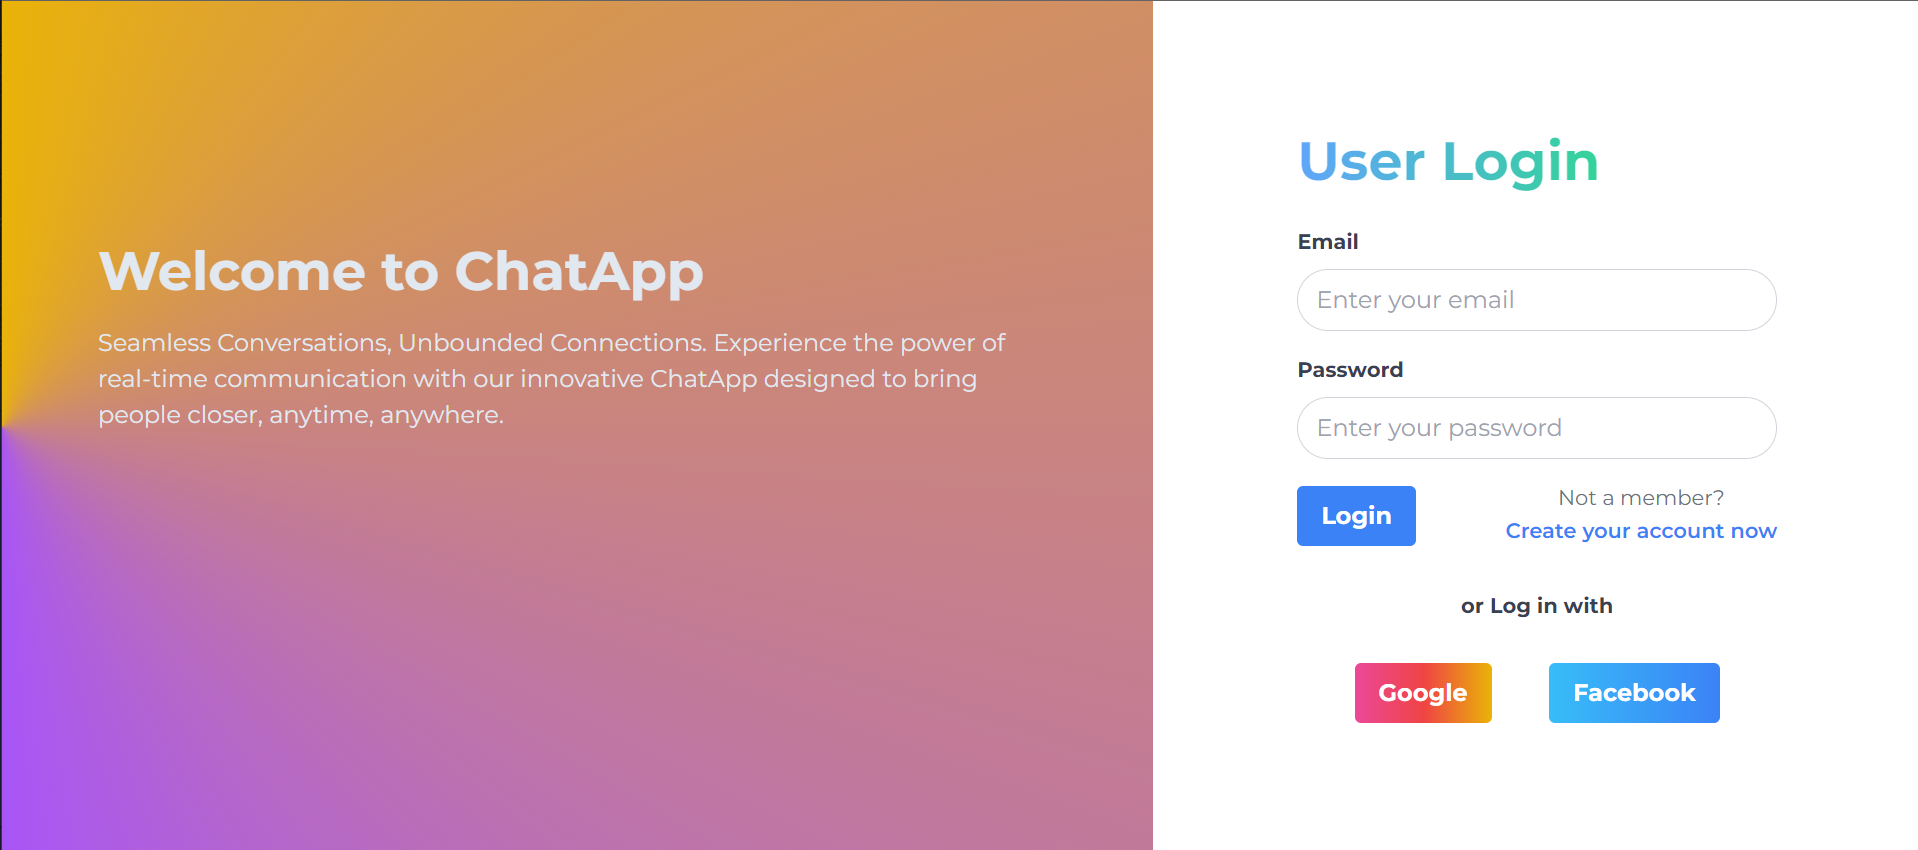 Welcome to ChatApp
Seamless Conversations, Unbounded Connections. Experience the power of
real-time communication with our innovative ChatApp designed to bring
people closer, anytime, anywhere.
User Login
Email
Enter your email
Password
Enter your password
Login
Not a member?
Create your account now
or Log in with
Google
Facebook